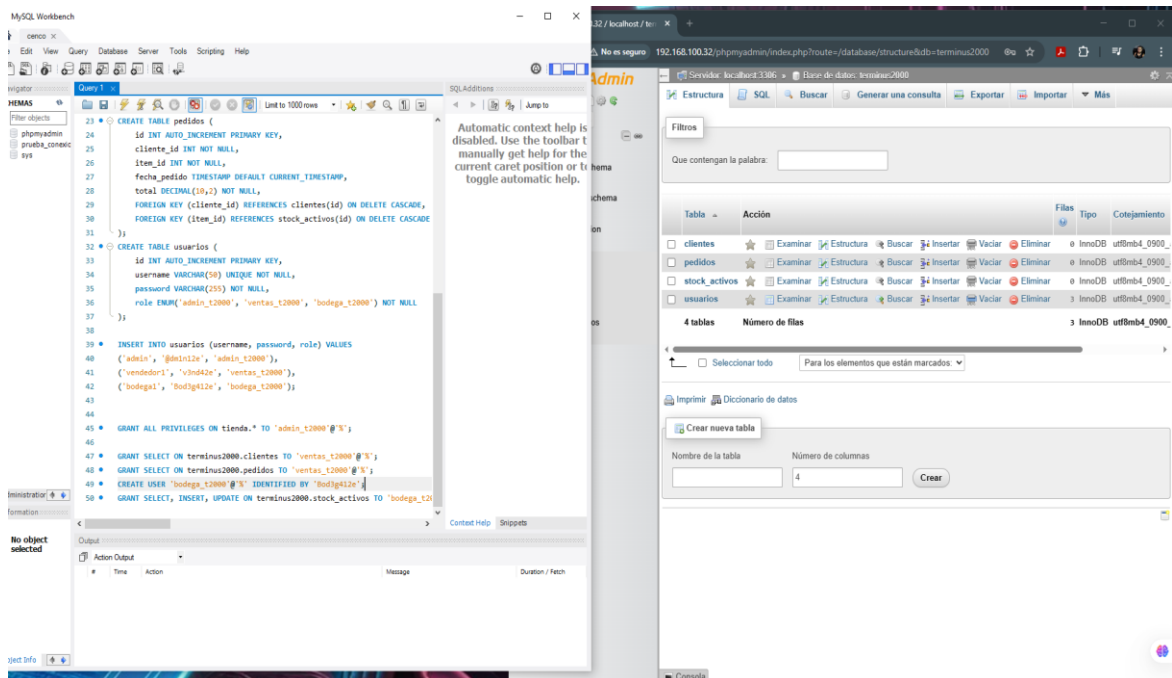 MySQL Workbench
cenco ×
Edit View Query Database Server Tools Scripting Help
Query 1 ×
SQLAdditions
HEMAS
Filter objects
phpmyadmin
prueba_conexic
sys
Limit to 1000 rows
Jump to
Automatic context help is
disabled. Use the toolbar t
manually get help for the
current caret position or to
toggle automatic help.
23 CREATE TABLE pedidos (
24 id INT AUTO_INCREMENT PRIMARY KEY,
25 cliente_id INT NOT NULL,
26 item_id INT NOT NULL,
27 fecha_pedido TIMESTAMP DEFAULT CURRENT_TIMESTAMP,
28 total DECIMAL(10,2) NOT NULL,
29 FOREIGN KEY (cliente_id) REFERENCES clientes(id) ON DELETE CASCADE,
30 FOREIGN KEY (item_id) REFERENCES stock_activos(id) ON DELETE CASCADE
31 );
32 CREATE TABLE usuarios (
33 id INT AUTO_INCREMENT PRIMARY KEY,
34 username VARCHAR(50) UNIQUE NOT NULL,
35 password VARCHAR(255) NOT NULL,
36 role ENUM('admin_t2000', 'ventas_t2000', 'bodega_t2000') NOT NULL
37 );
38
39 INSERT INTO usuarios (username, password, role) VALUES
40 ('admin', '@dm1n12e', 'admin_t2000'),
41 ('vendedor1', 'v3nd42e', 'ventas_t2000'),
42 ('bodega1', '8od3g412e', 'bodega_t2000');
43
44
45 GRANT ALL PRIVILEGES ON tienda.* TO 'admin_t2000'@'%';
46
47 GRANT SELECT ON terminus2000.clientes TO 'ventas_t2000'@'%';
48 GRANT SELECT ON terminus2000.pedidos TO 'ventas_t2000'@'%';
49 CREATE USER 'bodega_t2000'@'%' IDENTIFIED BY '8od3g412e';
50 GRANT SELECT, INSERT, UPDATE ON terminus2000.stock_activos TO 'bodega_t20
dministratior
formation
No object
selected
Context Help Snippets
Output
Action Output
# Time Action Message Duration / Fetch
bject Info
.32 / localhost / ter ×
No es seguro 192.168.100.32/phpmyadmin/index.php?route=/database/structure&db=terminus2000
Admin
hema
schema
ion
os
Servidor: localhost:3306 » Base de datos: terminus2000
Estructura SQL Buscar Generar una consulta Exportar Importar Más
Filtros
Que contengan la palabra:
Tabla Acción Filas Tipo Cotejamiento
clientes Examinar Estructura Buscar Insertar Vaciar Eliminar 0 InnoDB utf8mb4_0900_
pedidos Examinar Estructura Buscar Insertar Vaciar Eliminar 0 InnoDB utf8mb4_0900_
stock_activos Examinar Estructura Buscar Insertar Vaciar Eliminar 0 InnoDB utf8mb4_0900_
usuarios Examinar Estructura Buscar Insertar Vaciar Eliminar 3 InnoDB utf8mb4_0900_
4 tablas Número de filas 3 InnoDB utf8mb4_0900_
Seleccionar todo Para los elementos que están marcados:
Imprimir Diccionario de datos
Crear nueva tabla
Nombre de la tabla Número de columnas
4 Crear
Consola